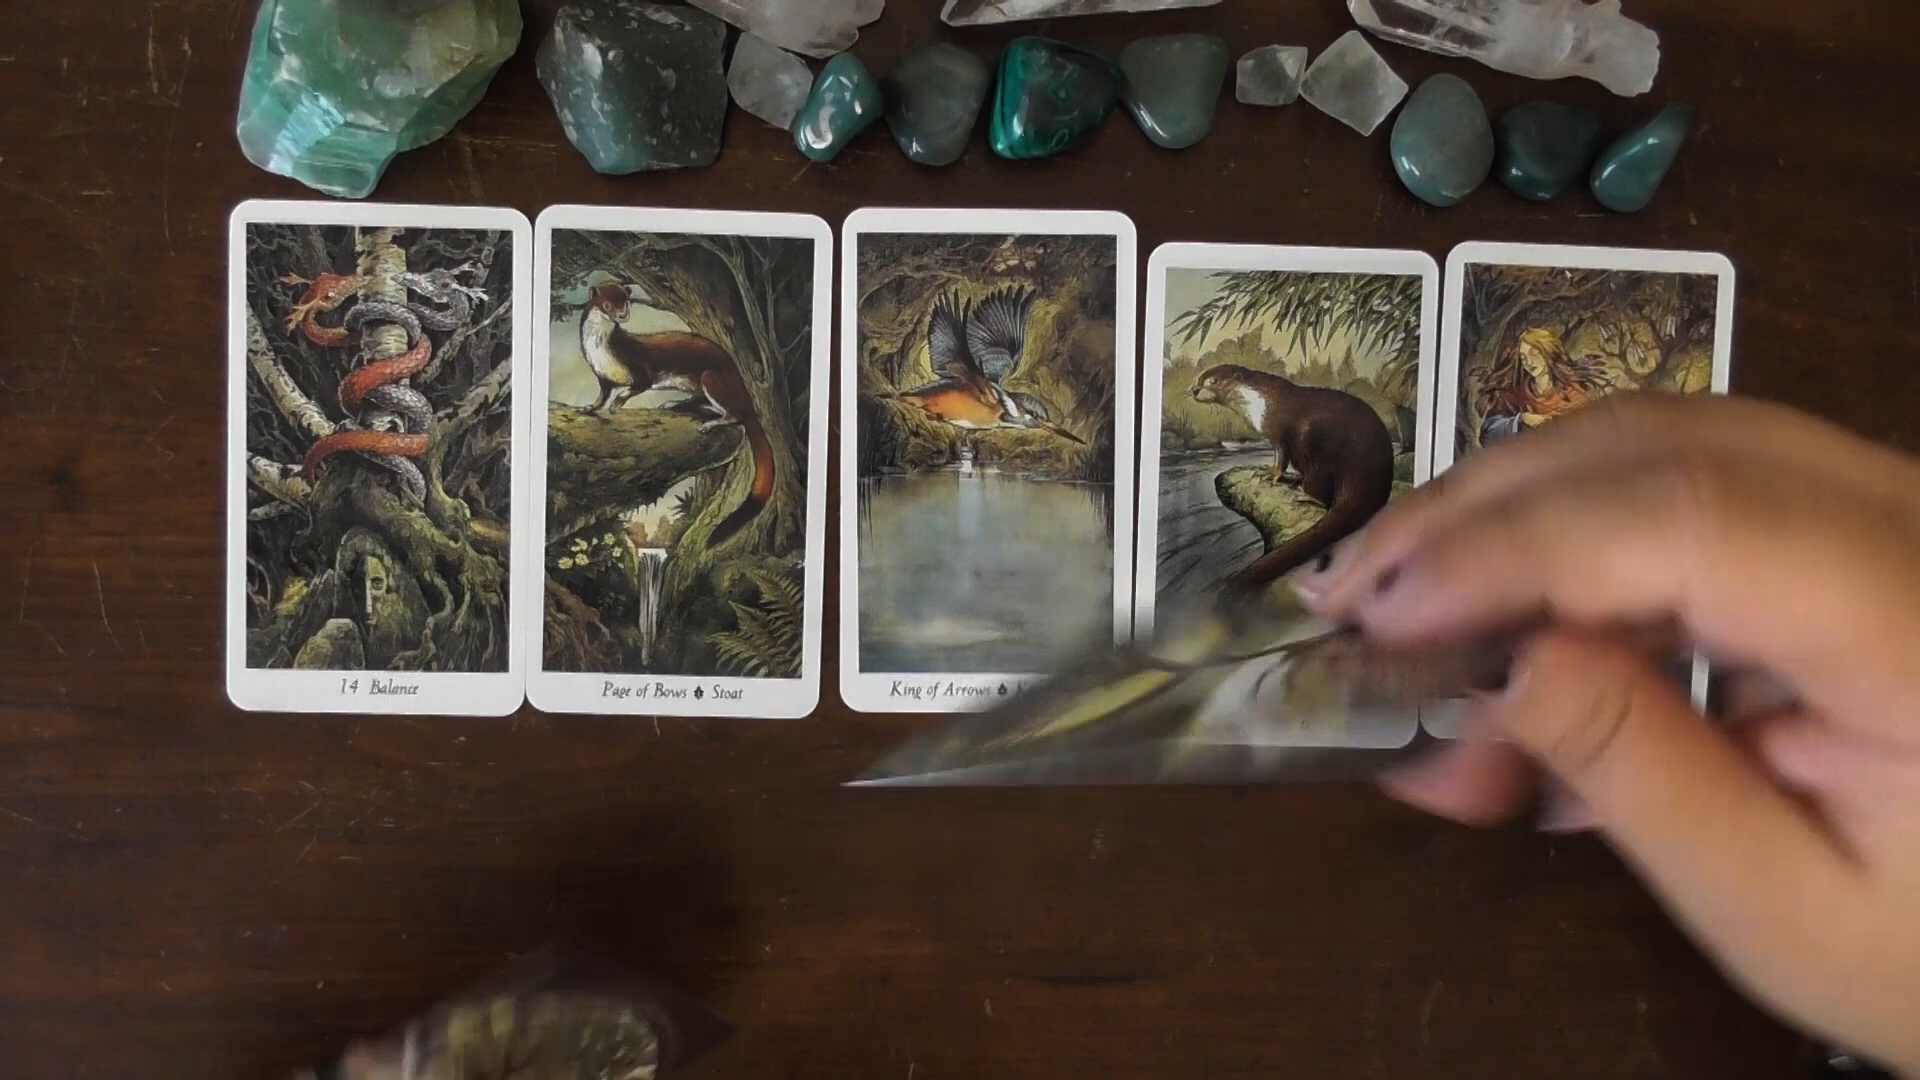 14 Balance
Page of Bows ♠ Stoat
King of Arrows ♠